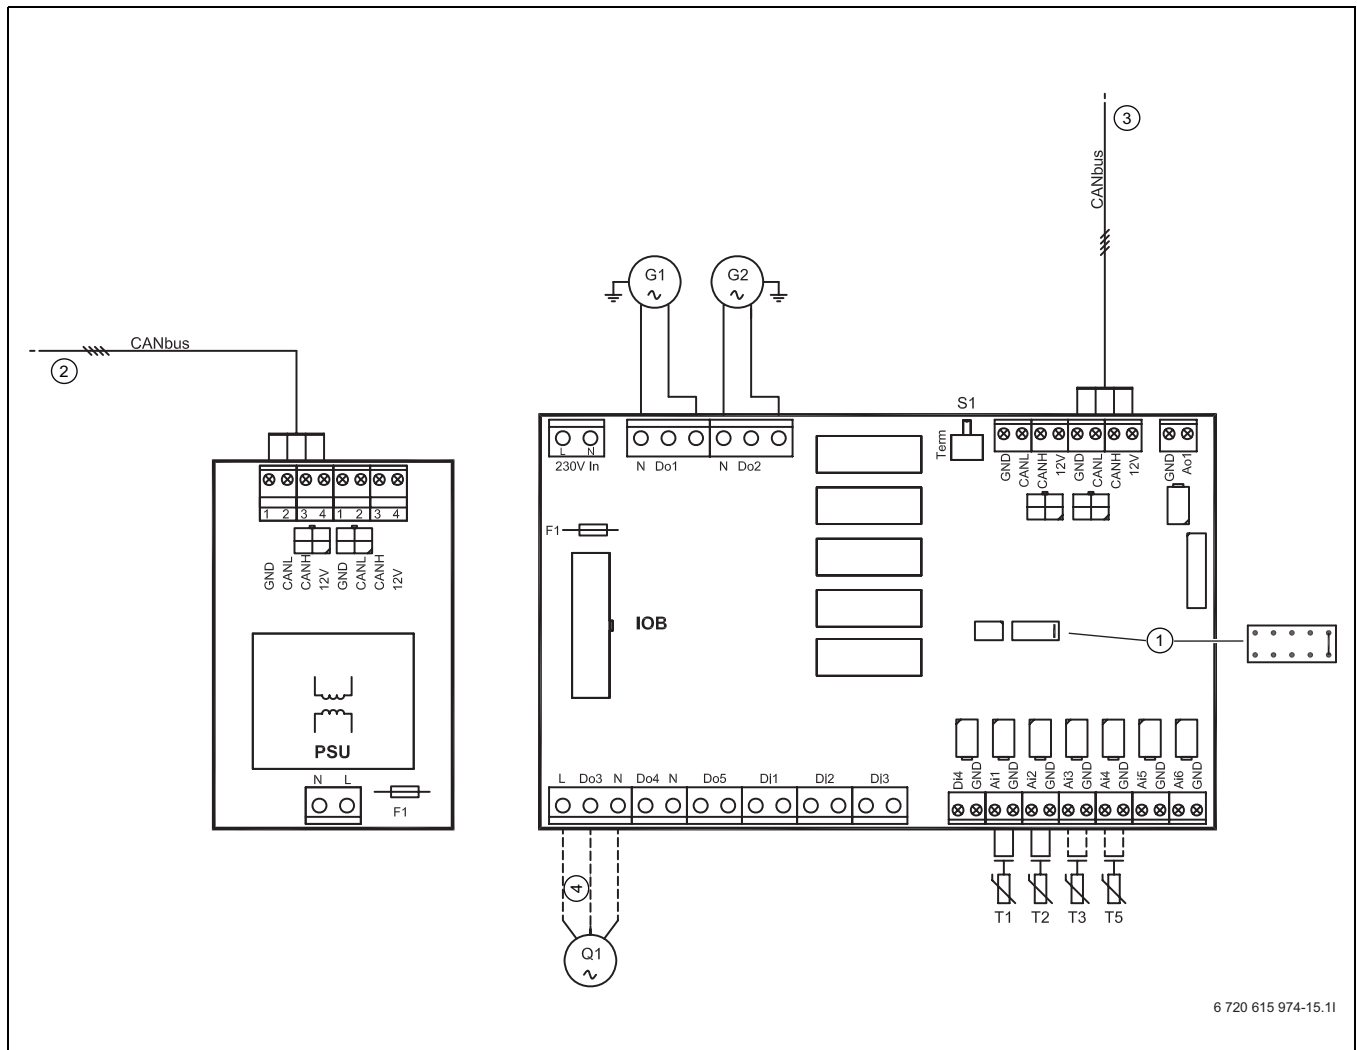 3
CANbus
G1
G2
CANbus
2
S1
Term
L N
230V In
N Do1
N Do2
GND CANL CANH 12V GND CANL CANH 12V
GND Ao1
1 2 3 4 1 2 3 4
GND CANL CANH 12V GND CANL CANH 12V
F1
IOB
1
PSU
N L
F1
L Do3 N Do4 N Do5 DI1 DI2 DI3
Di4 GND Ai1 GND Ai2 GND Ai3 GND Ai4 GND Ai5 GND Ai6 GND
4
T1 T2 T3 T5
Q1
6 720 615 974-15.1I